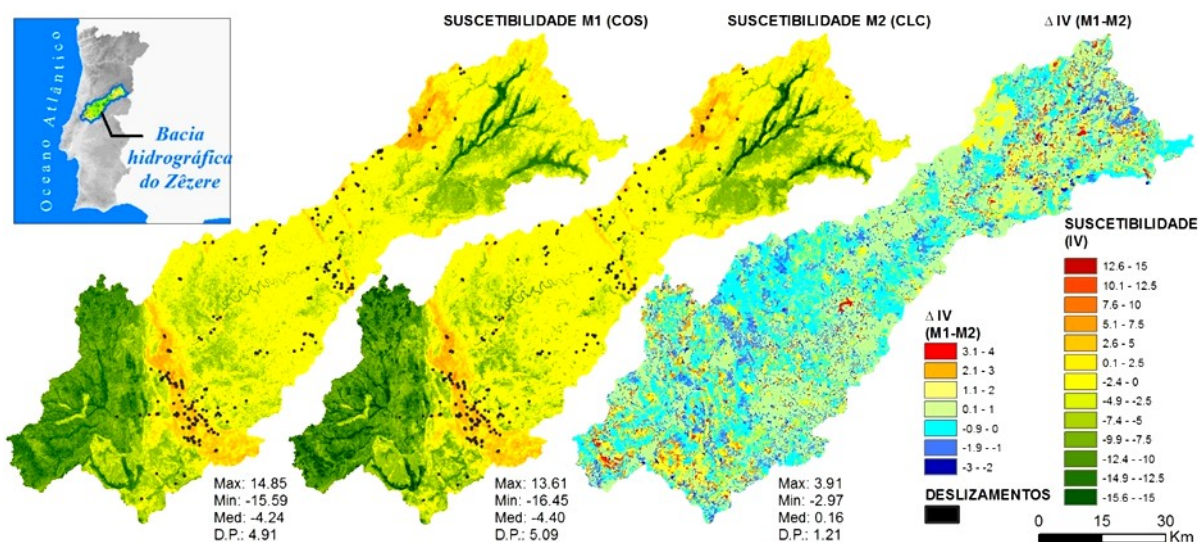 SUSCETIBILIDADE M1 (COS)
SUSCETIBILIDADE M2 (CLC)
Δ IV (M1-M2)
Oceano Atlântico
Bacia
hidrográfica
do Zêzere
Max: 14.85
Min: -15.59
Med: -4.24
D.P.: 4.91
Max: 13.61
Min: -16.45
Med: -4.40
D.P.: 5.09
Max: 3.91
Min: -2.97
Med: 0.16
D.P.: 1.21
Δ IV
(M1-M2)
3.1 - 4
2.1 - 3
1.1 - 2
0.1 - 1
-0.9 - 0
-1.9 - -1
-3 - -2
DESLIZAMENTOS
SUSCETIBILIDADE
(IV)
12.6 - 15
10.1 - 12.5
7.6 - 10
5.1 - 7.5
2.6 - 5
0.1 - 2.5
-2.4 - 0
-4.9 - -2.5
-7.4 - -5
-9.9 - -7.5
-12.4 - -10
-14.9 - -12.5
-15.6 - -15
0 15 30
Km